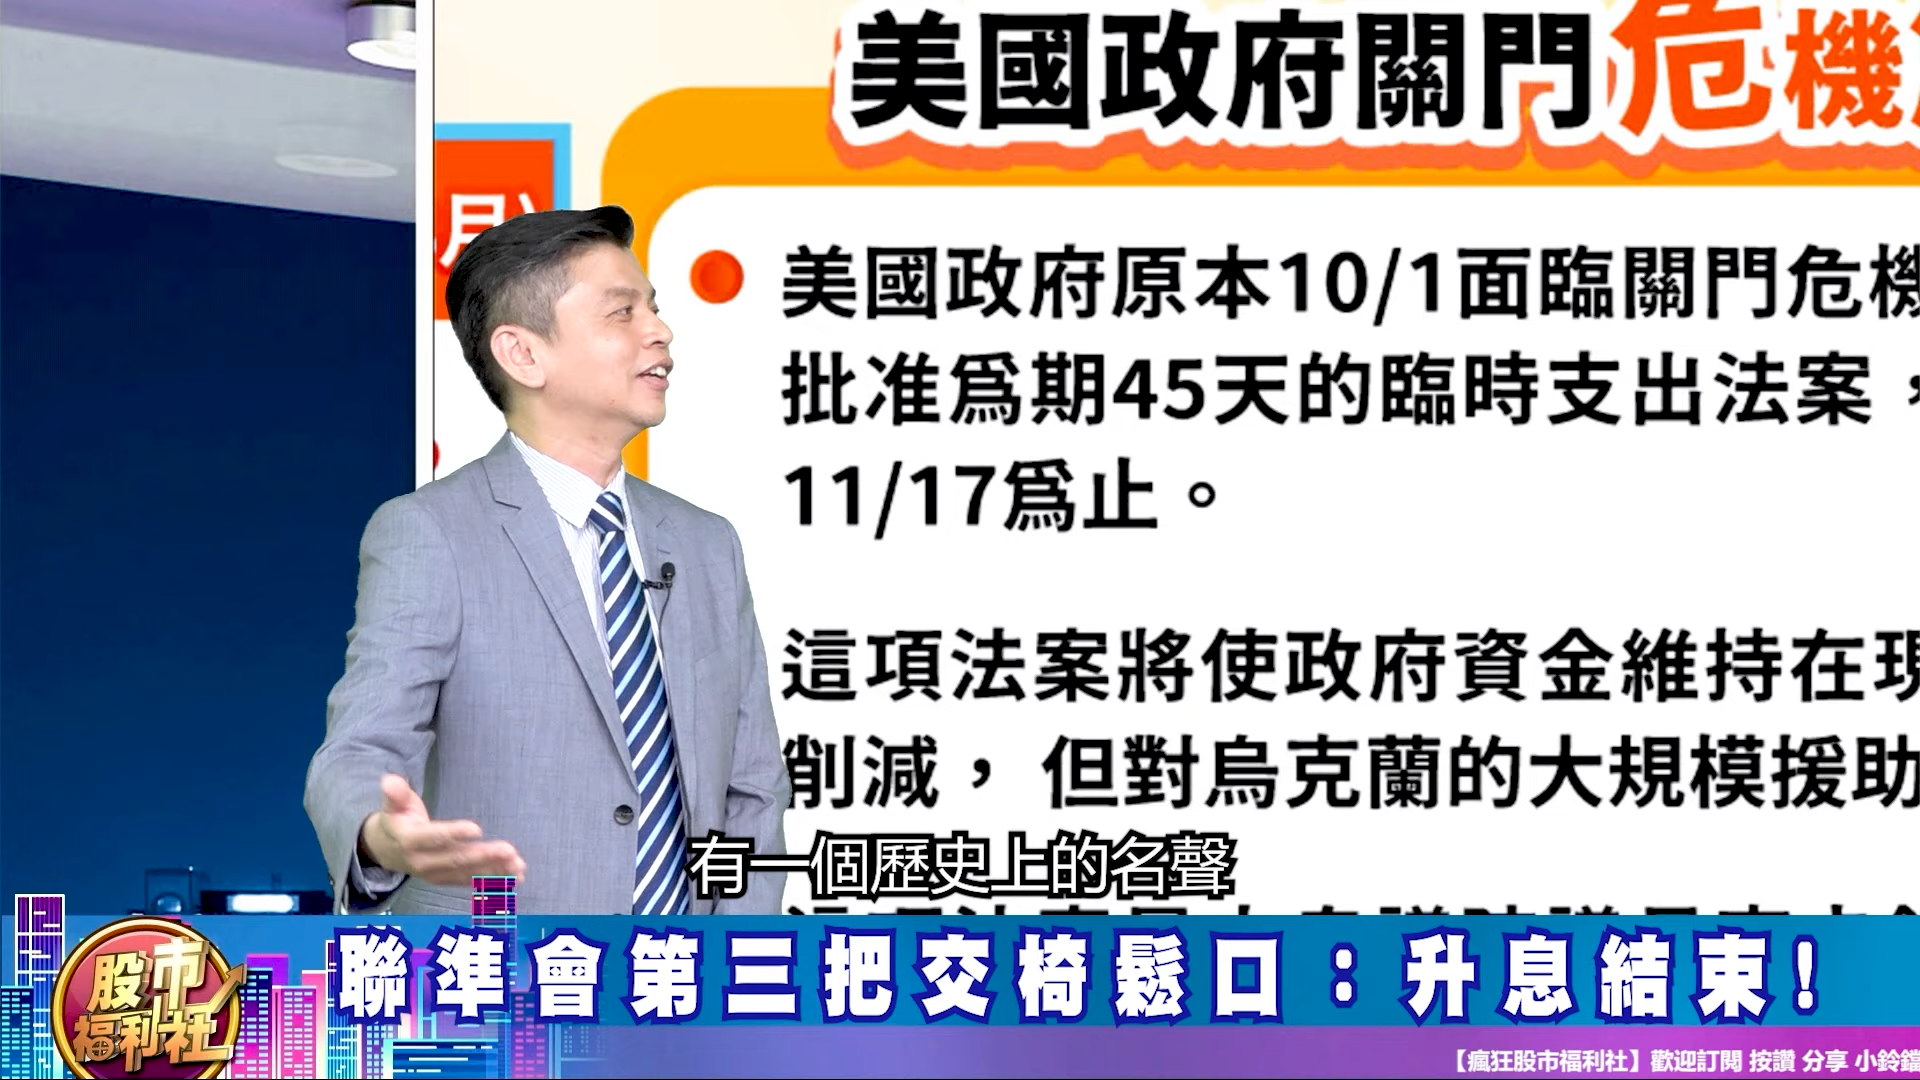 美國政府關門危機
月)
美國政府原本10/1面臨關門危機
批准爲期45天的臨時支出法案，
11/17爲止。
這項法案將使政府資金維持在現
削減，但對烏克蘭的大規模援助
有一個歷史上的名聲
聯準會第三把交椅鬆口：升息結束!
股市
福利社
【瘋狂股市福利社】歡迎訂閱 按讚 分享 小鈴鐺